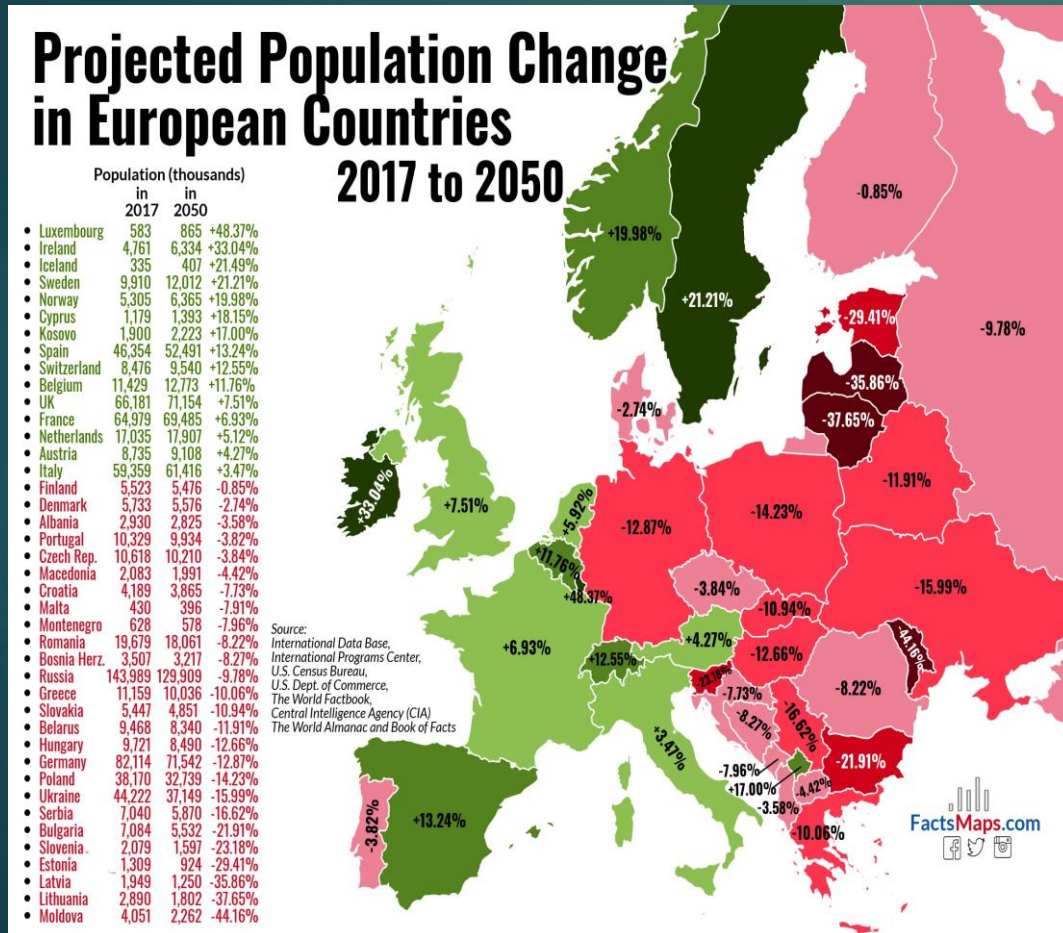 Projected Population Change
in European Countries
2017 to 2050
Population (thousands)
in in
2017 2050
• Luxembourg 583 865 +48.37%
• Ireland 4,761 6,334 +33.04%
• Iceland 335 407 +21.49%
• Sweden 9,910 12,012 +21.21%
• Norway 5,305 6,365 +19.98%
• Cyprus 1,179 1,393 +18.15%
• Kosovo 1,900 2,223 +17.00%
• Spain 46,354 52,491 +13.24%
• Switzerland 8,476 9,540 +12.55%
• Belgium 11,429 12,773 +11.76%
• UK 66,181 71,154 +7.51%
• France 64,979 69,485 +6.93%
• Netherlands 17,035 17,907 +5.12%
• Austria 8,735 9,108 +4.27%
• Italy 59,359 61,416 +3.47%
• Finland 5,523 5,476 -0.85%
• Denmark 5,733 5,576 -2.74%
• Albania 2,930 2,825 -3.58%
• Portugal 10,329 9,934 -3.82%
• Czech Rep. 10,618 10,210 -3.84%
• Macedonia 2,083 1,991 -4.42%
• Croatia 4,189 3,865 -7.73%
• Malta 430 396 -7.91%
• Montenegro 628 578 -7.96%
• Romania 19,679 18,061 -8.22%
• Bosnia Herz. 3,507 3,217 -8.27%
• Russia 143,989 129,909 -9.78%
• Greece 11,159 10,036 -10.06%
• Slovakia 5,447 4,851 -10.94%
• Belarus 9,468 8,340 -11.91%
• Hungary 9,721 8,490 -12.66%
• Germany 82,114 71,542 -12.87%
• Poland 38,170 32,739 -14.23%
• Ukraine 44,222 37,149 -15.99%
• Serbia 7,040 5,870 -16.62%
• Bulgaria 7,084 5,532 -21.91%
• Slovenia 2,079 1,597 -23.18%
• Estonia 1,309 924 -29.41%
• Latvia 1,949 1,250 -35.86%
• Lithuania 2,890 1,802 -37.65%
• Moldova 4,051 2,262 -44.16%
Source:
International Data Base,
International Programs Center,
U.S. Census Bureau,
U.S. Dept. of Commerce,
The World Factbook,
Central Intelligence Agency (CIA)
The World Almanac and Book of Facts
-0.85%
+19.98%
+21.21%
-29.41%
-9.78%
-35.86%
-2.74%
-37.65%
-11.91%
+33.04%
+7.51%
+5.92%
-12.87%
-14.23%
+11.76%
-3.84%
-15.99%
+48.37%
-10.94%
+6.93%
+4.27%
-44.16%
+12.55%
-12.66%
-23.18%
-7.73%
-8.22%
-8.27%
-16.62%
+3.47%
-21.91%
-7.96%
+17.00%
-4.42%
-3.58%
-3.82%
+13.24%
-10.06%
FactsMaps.com